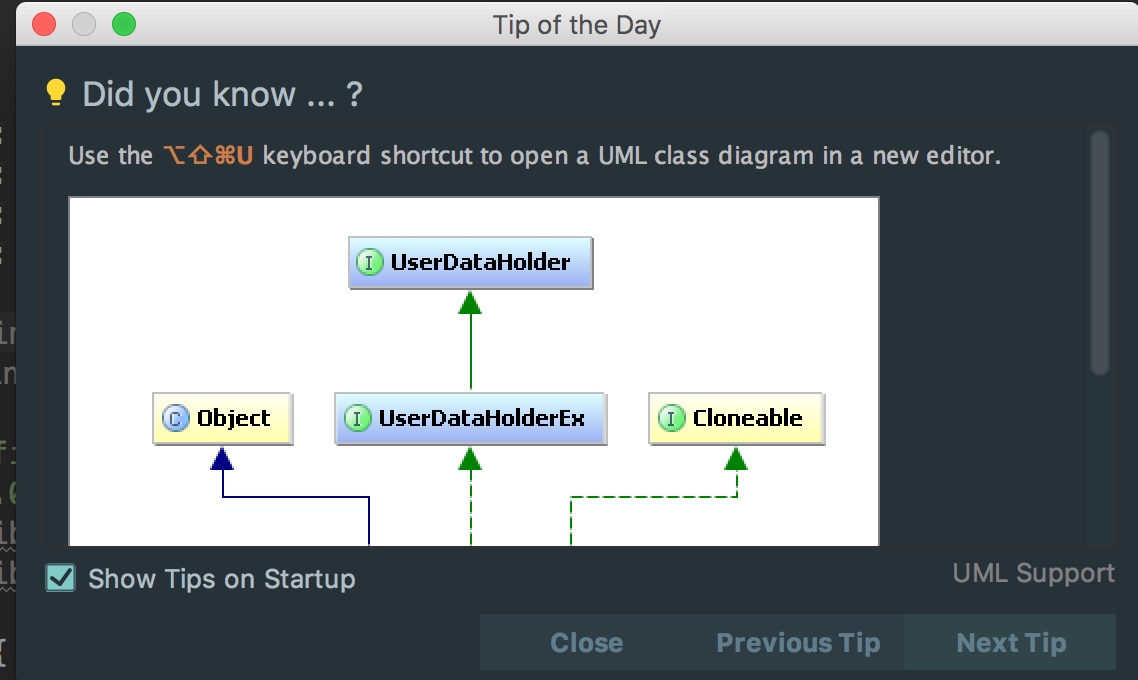 Tip of the Day
Did you know ... ?
Use the ⌥⇧⌘U keyboard shortcut to open a UML class diagram in a new editor.
I UserDataHolder
C Object
I UserDataHolderEx
I Cloneable
Show Tips on Startup
UML Support
Close
Previous Tip
Next Tip